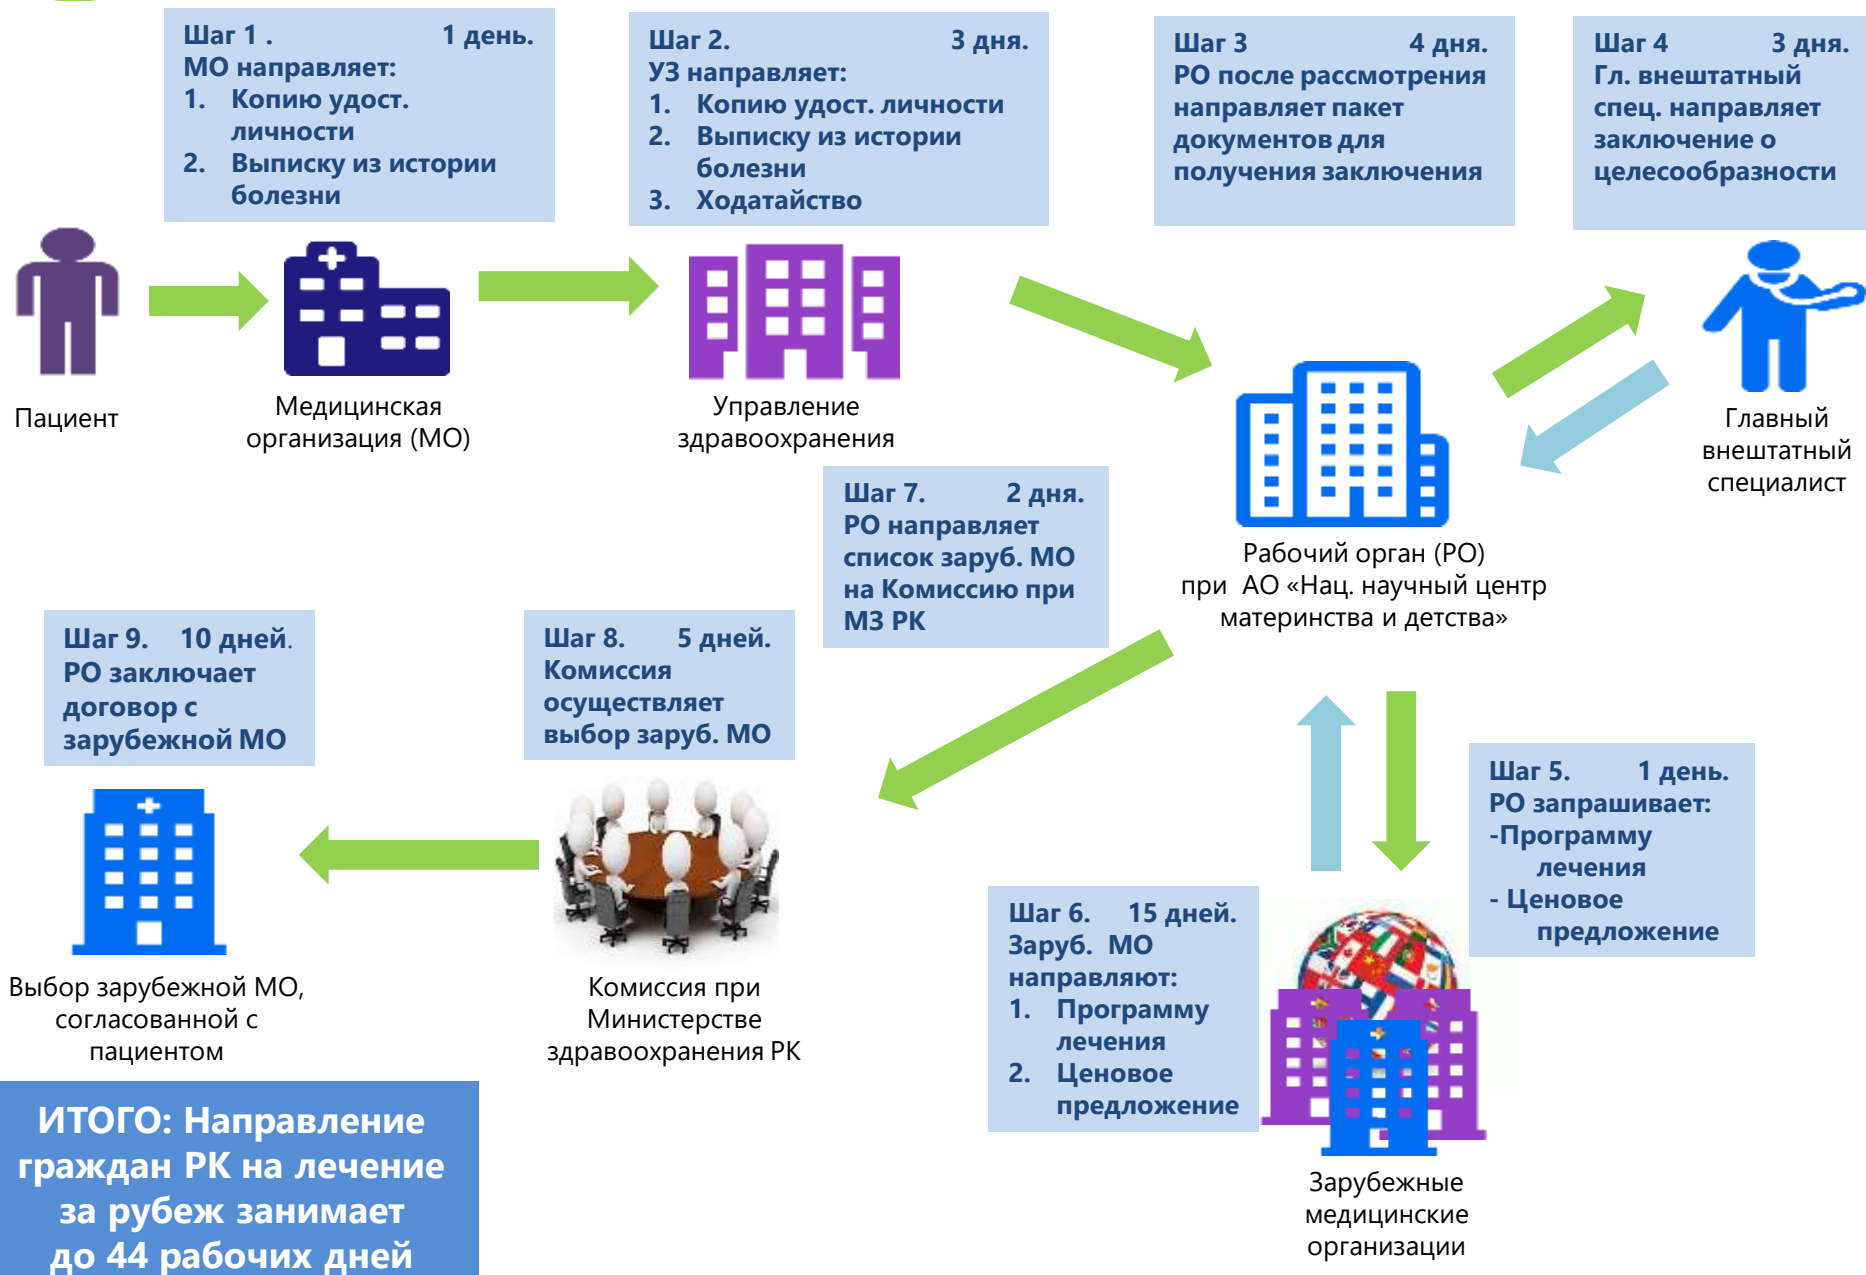 Шаг 1 . 1 день.
МО направляет:
1. Копию удост.
личности
2. Выписку из истории
болезни
Шаг 2. 3 дня.
УЗ направляет:
1. Копию удост. личности
2. Выписку из истории
болезни
3. Ходатайство
Шаг 3 4 дня.
РО после рассмотрения
направляет пакет
документов для
получения заключения
Шаг 4 3 дня.
Гл. внештатный
спец. направляет
заключение о
целесообразности
Пациент
Медицинская
организация (МО)
Управление
здравоохранения
Главный
внештатный
специалист
Рабочий орган (РО)
при АО «Нац. научный центр
материнства и детства»
Шаг 7. 2 дня.
РО направляет
список заруб. МО
на Комиссию при
МЗ РК
Шаг 9. 10 дней.
РО заключает
договор с
зарубежной МО
Шаг 8. 5 дней.
Комиссия
осуществляет
выбор заруб. МО
Шаг 5. 1 день.
РО запрашивает:
-Программу
лечения
- Ценовое
предложение
Шаг 6. 15 дней.
Заруб. МО
направляют:
1. Программу
лечения
2. Ценовое
предложение
Выбор зарубежной МО,
согласованной с
пациентом
Комиссия при
Министерстве
здравоохранения РК
Зарубежные
медицинские
организации
ИТОГО: Направление
граждан РК на лечение
за рубеж занимает
до 44 рабочих дней